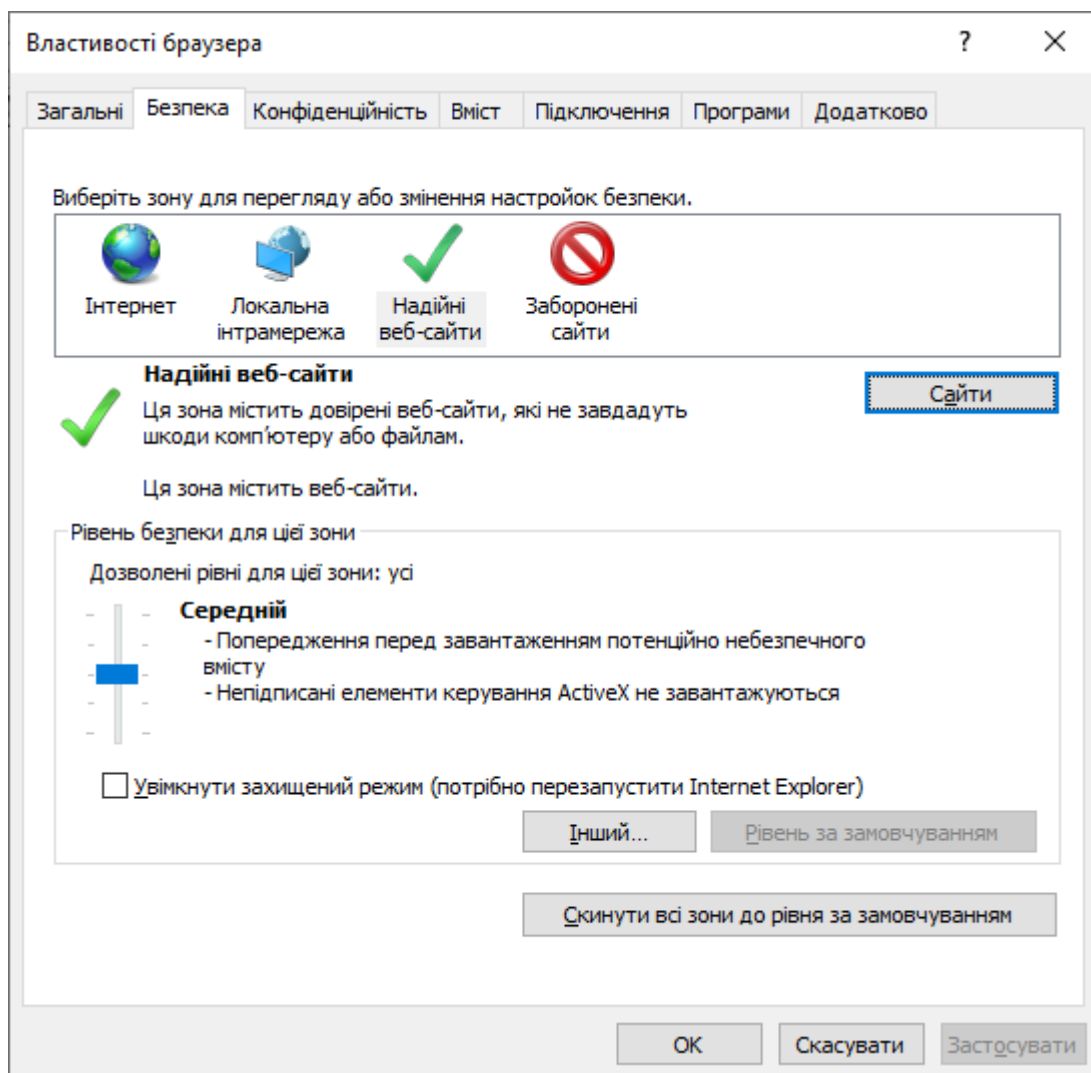 Властивості браузера
?
Загальні Безпека Конфіденційність Вміст Підключення Програми Додатково
Виберіть зону для перегляду або змінення настройок безпеки.
Інтернет
Локальна
інтрамережа
Надійні
веб-сайти
Заборонені
сайти
Надійні веб-сайти
Сайти
Ця зона містить довірені веб-сайти, які не завдадуть
шкоди комп’ютеру або файлам.
Ця зона містить веб-сайти.
Рівень безпеки для цієї зони
Дозволені рівні для цієї зони: усі
Середній
- Попередження перед завантаженням потенційно небезпечного
вмісту
- Непідписані елементи керування ActiveX не завантажуються
Увімкнути захищений режим (потрібно перезапустити Internet Explorer)
Інший... Рівень за замовчуванням
Скинути всі зони до рівня за замовчуванням
OK Скасувати Застосувати